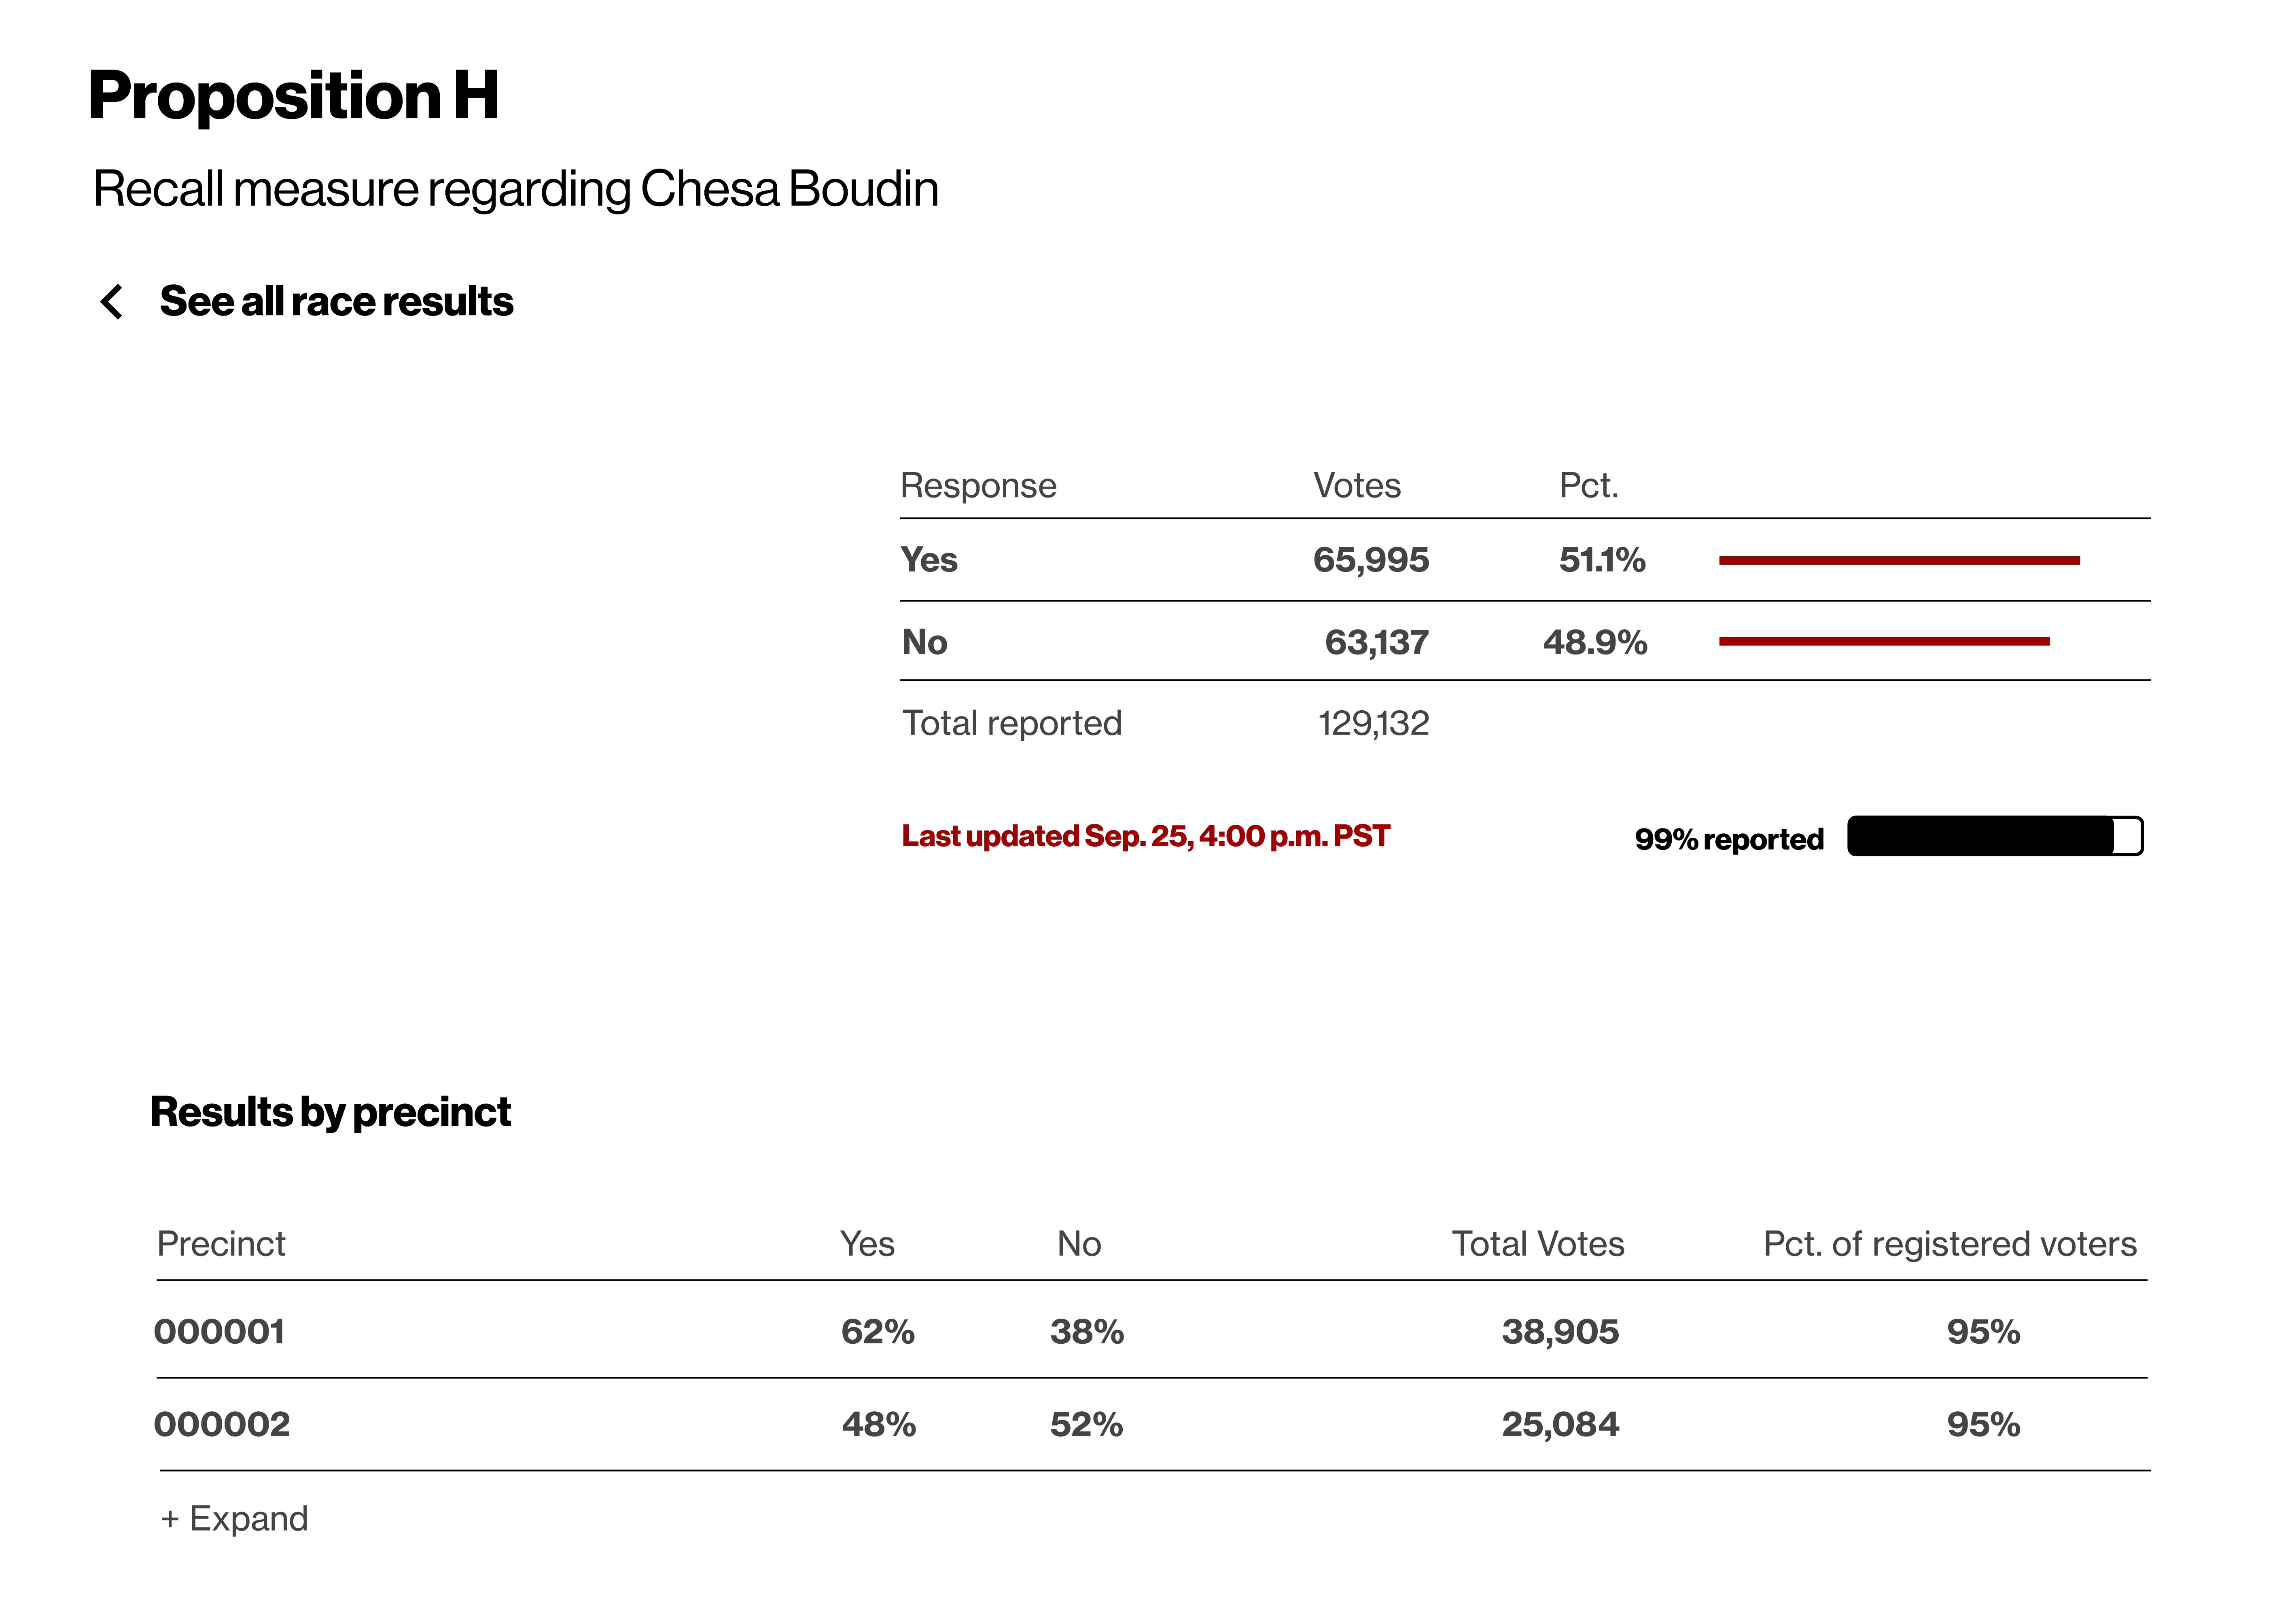 Proposition H
Recall measure regarding Chesa Boudin
See all race results
Response Votes Pct.
Yes 65,995 51.1%
No 63,137 48.9%
Total reported 129,132
Last updated Sep. 25, 4:00 p.m. PST 99% reported
Results by precinct
Precinct Yes No Total Votes Pct. of registered voters
000001 62% 38% 38,905 95%
000002 48% 52% 25,084 95%
+ Expand